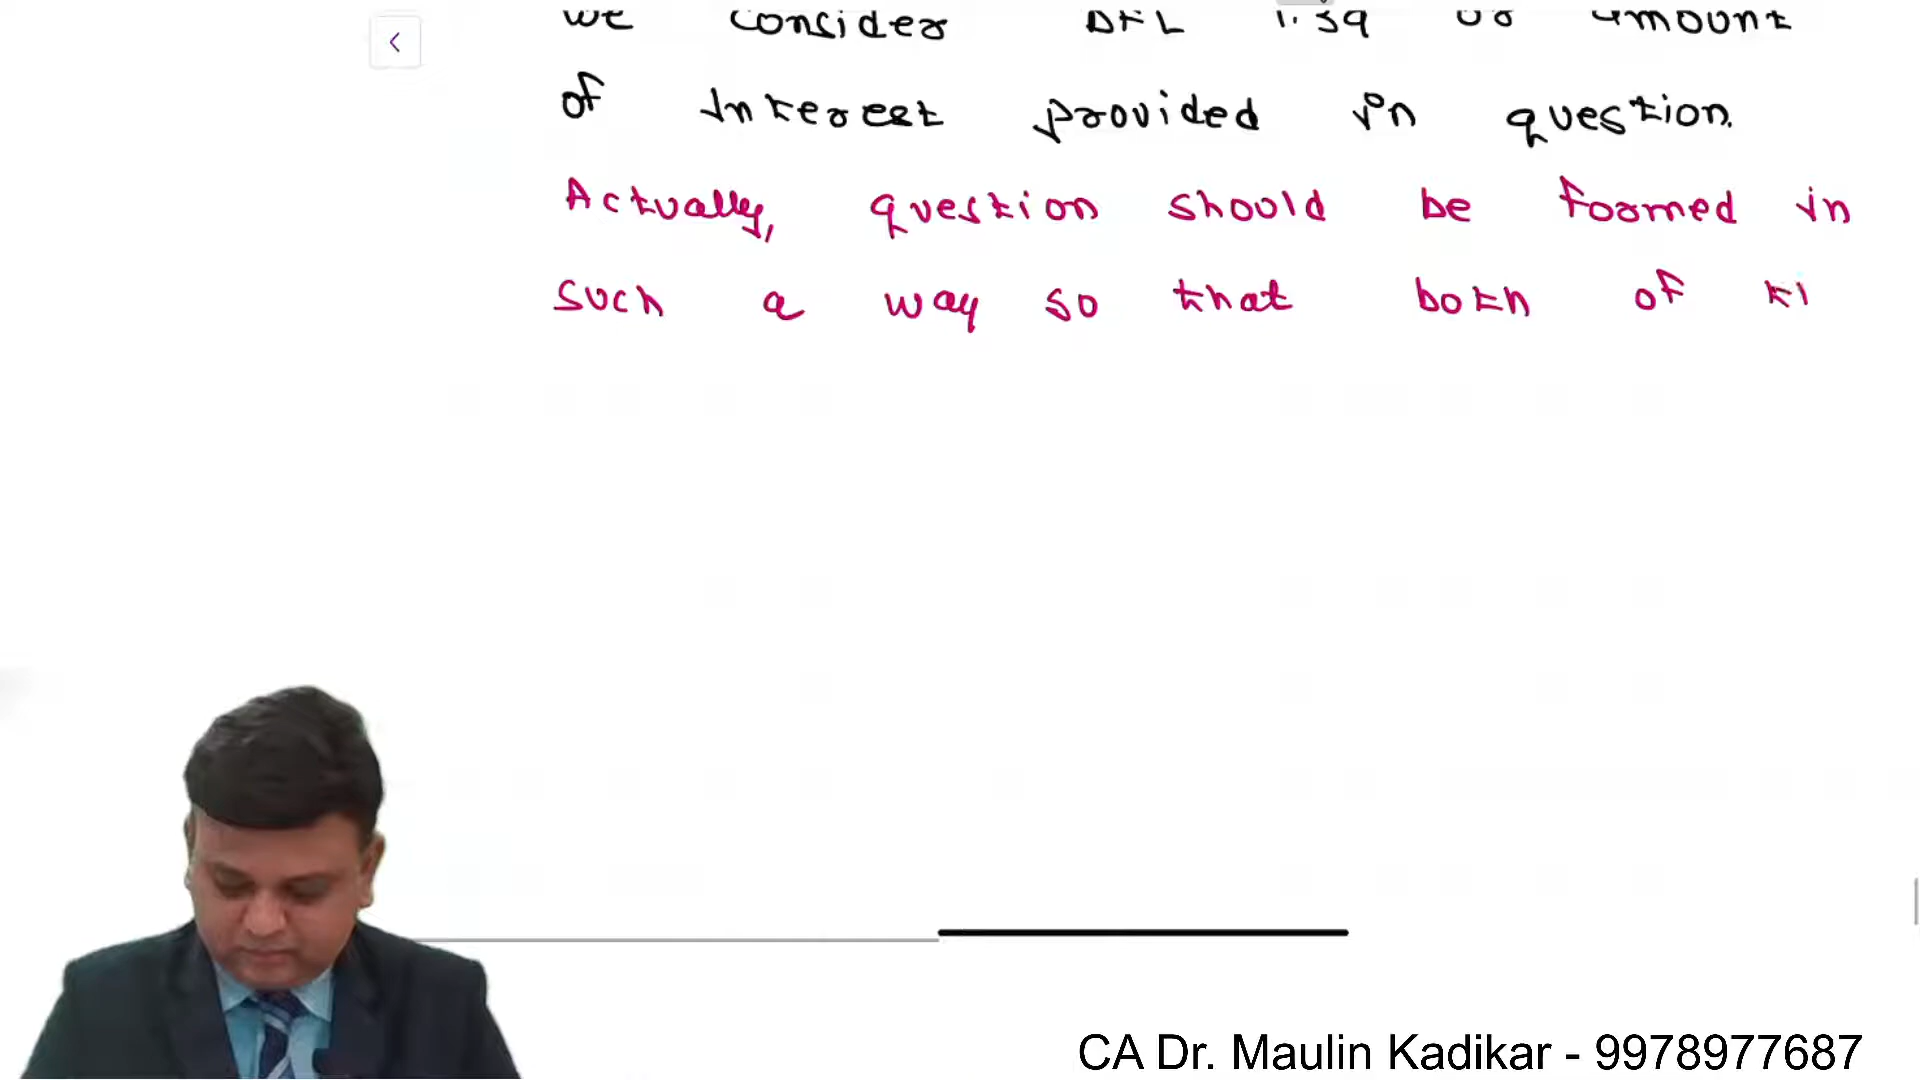 we consider DFL 1.39 or amount
of interest provided in question.
Actually, question should be formed in
such a way so that both of
CA Dr. Maulin Kadikar - 9978977687